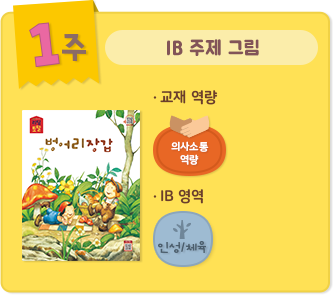 1주
IB 주제 그림
· 교재 역량
벙어리장갑
의사소통
역량
· IB 영역
인성/체육